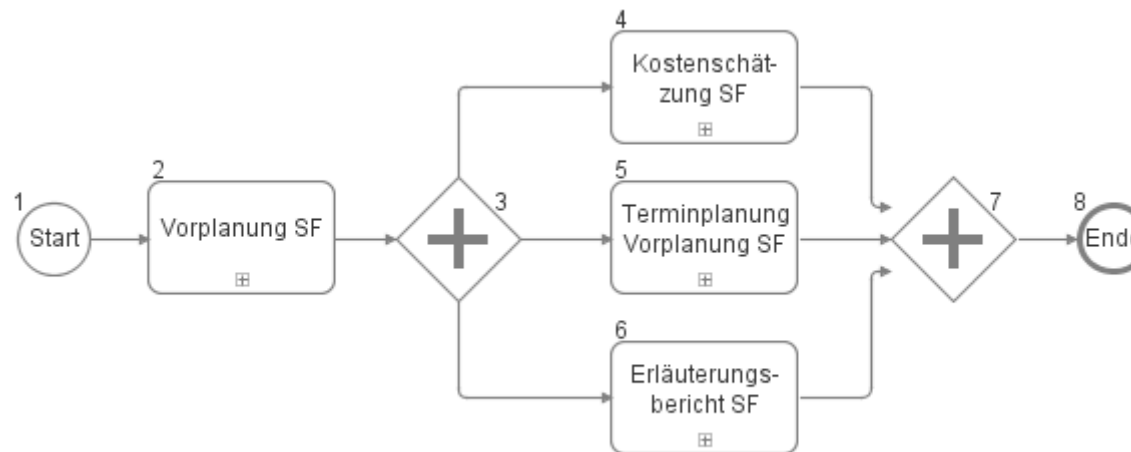 4
Kostenschät-
zung SF
1
Start
2
Vorplanung SF
3
5
Terminplanung
Vorplanung SF
7
8
6
Erläuterungs-
bericht SF